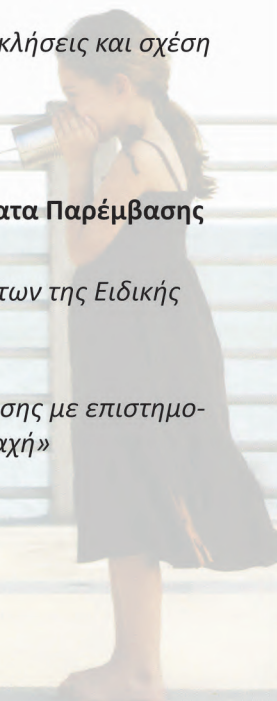 κλήσεις και σχέση
ατα Παρέμβασης
των της Ειδικής
σης με επιστημο-
αχή»